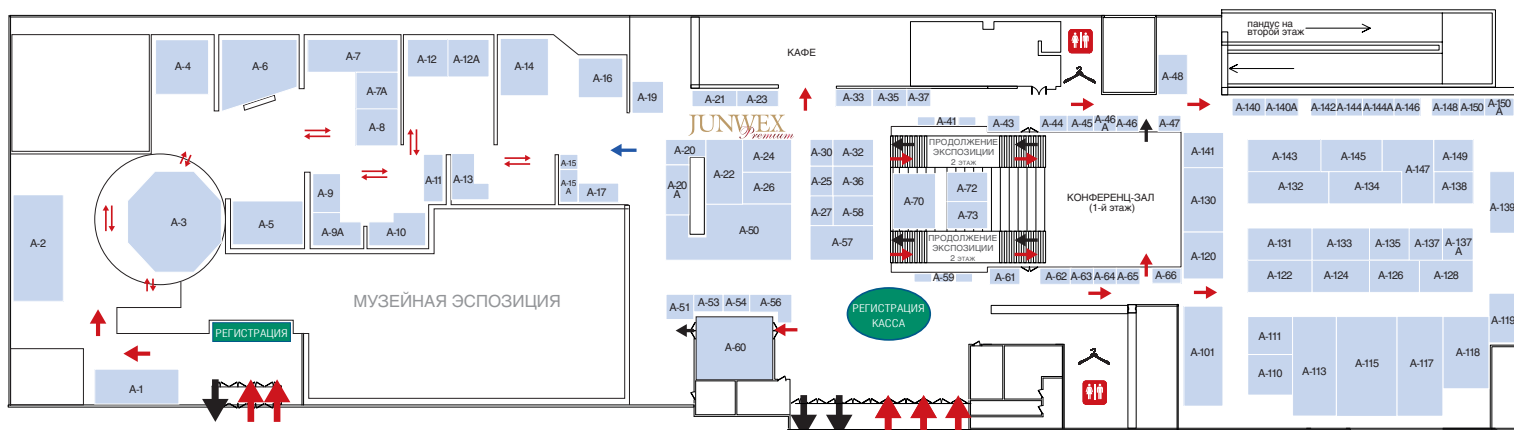 пандус на
второй этаж
КАФЕ
A-4
A-6
A-7
A-7A
A-8
A-12
A-12A
A-14
A-16
A-19
A-21
A-23
A-33
A-35
A-37
A-48
A-140
A-140A
A-142
A-144
A-144A
A-146
A-148
A-150
A-150
A
JUNWEX
Premium
A-41
A-43
A-44
A-45
A-46
A
A-46
A-47
A-20
A-20
A
A-22
A-24
A-26
A-50
A-30
A-32
A-25
A-36
A-27
A-58
A-57
ПРОДОЛЖЕНИЕ
ЭКСПОЗИЦИИ
2 ЭТАЖ
A-70
A-72
A-73
ПРОДОЛЖЕНИЕ
ЭКСПОЗИЦИИ
2 ЭТАЖ
КОНФЕРЕНЦ-ЗАЛ
(1-й этаж)
A-141
A-130
A-120
A-143
A-145
A-147
A-149
A-132
A-134
A-138
A-139
A-131
A-133
A-135
A-137
A-137
A
A-122
A-124
A-126
A-128
A-2
A-3
A-5
A-9
A-9A
A-10
A-11
A-13
A-15
A-15
A
A-17
МУЗЕЙНАЯ ЭСПОЗИЦИЯ
A-59
A-61
A-62
A-63
A-64
A-65
A-66
A-51
A-53
A-54
A-56
A-60
РЕГИСТРАЦИЯ
КАССА
РЕГИСТРАЦИЯ
A-1
A-101
A-111
A-110
A-113
A-115
A-117
A-118
A-119